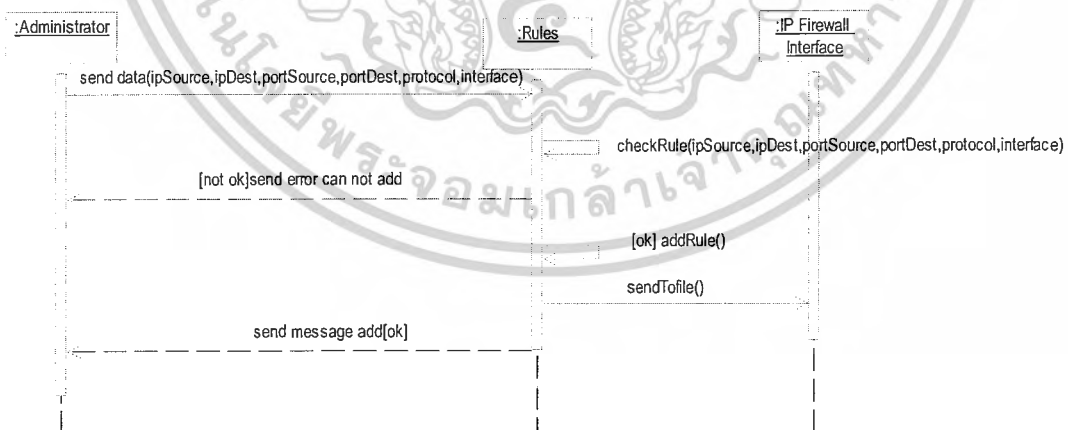 :Administrator
:Rules
:IP Firewall
Interface
send data(ipSource,ipDest,portSource,portDest,protocol,interface)
checkRule(ipSource,ipDest,portSource,portDest,protocol,interface)
[not ok]send error can not add
[ok] addRule()
sendTofile()
send message add[ok]